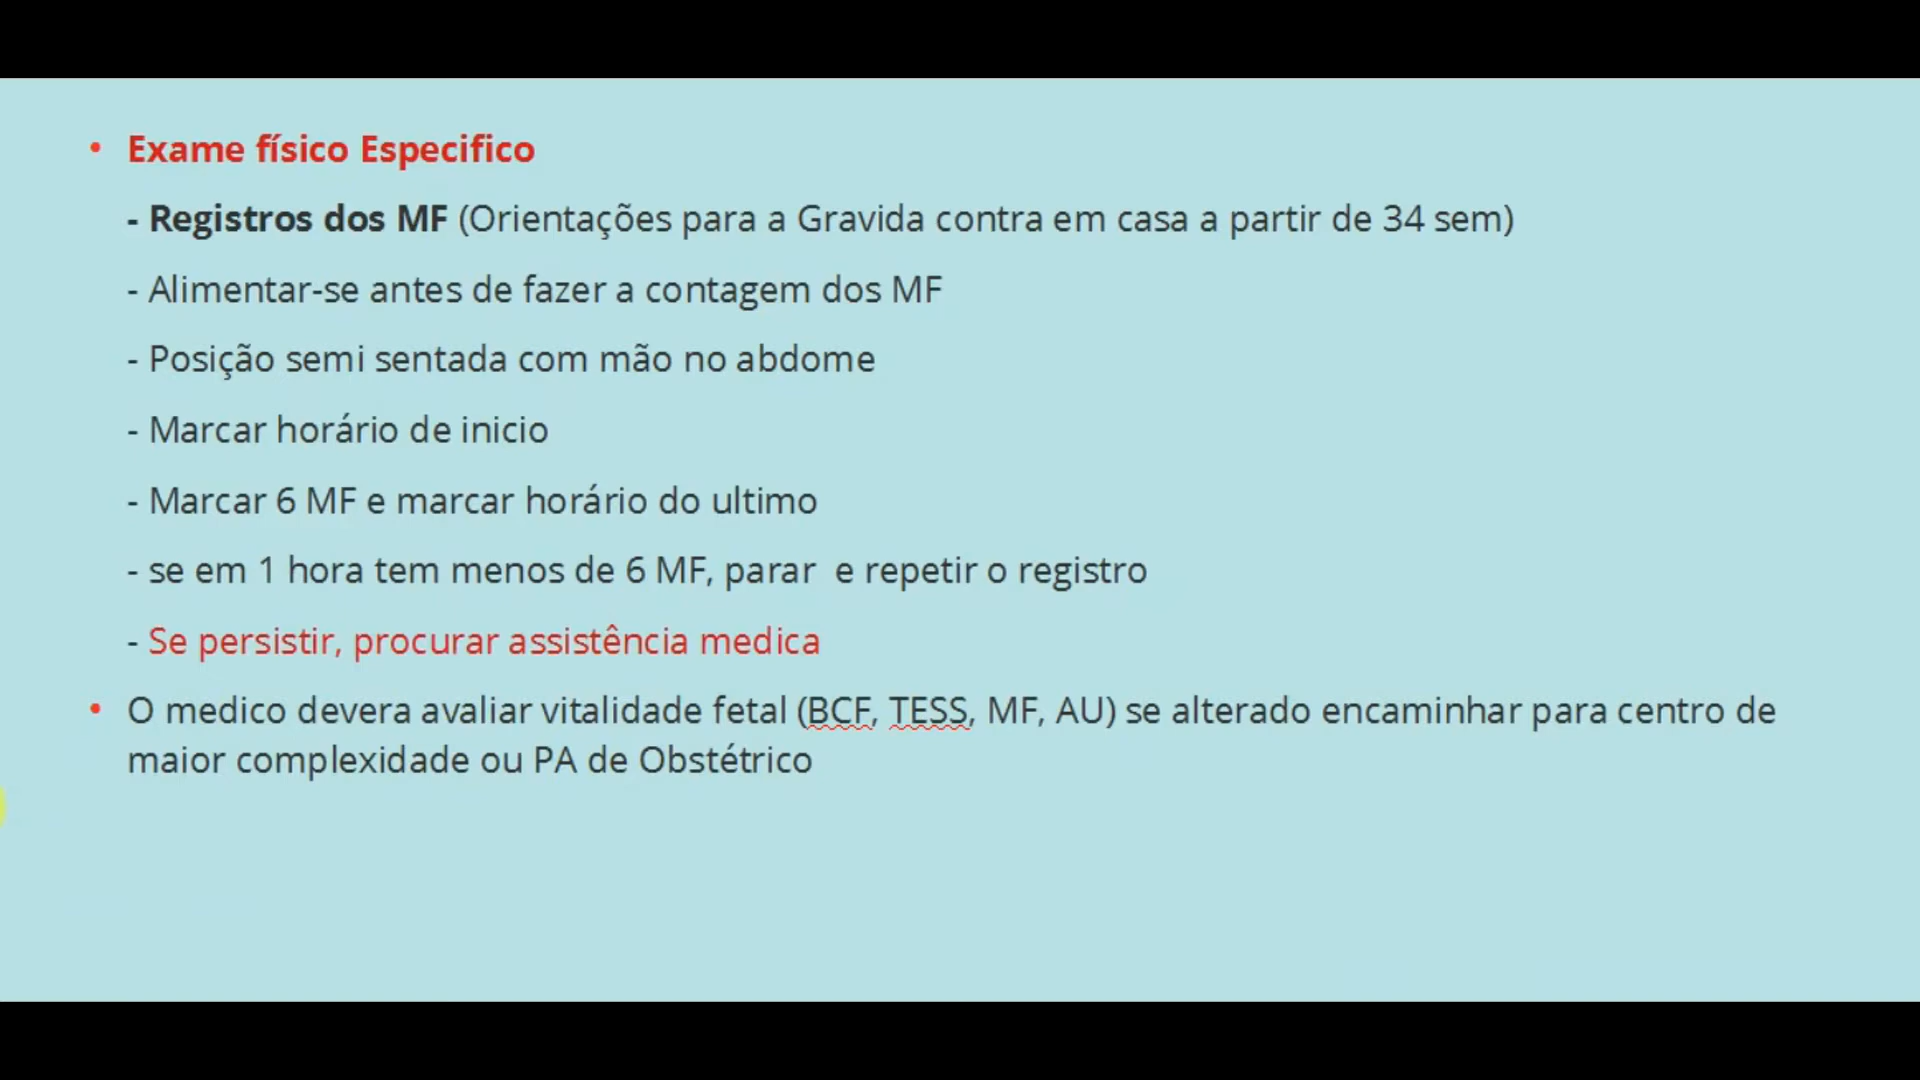 • Exame físico Especifico
- Registros dos MF (Orientações para a Gravida contra em casa a partir de 34 sem)
- Alimentar-se antes de fazer a contagem dos MF
- Posição semi sentada com mão no abdome
- Marcar horário de inicio
- Marcar 6 MF e marcar horário do ultimo
- se em 1 hora tem menos de 6 MF, parar  e repetir o registro
- Se persistir, procurar assistência medica
• O medico devera avaliar vitalidade fetal (BCF, TESS, MF, AU) se alterado encaminhar para centro de
maior complexidade ou PA de Obstétrico